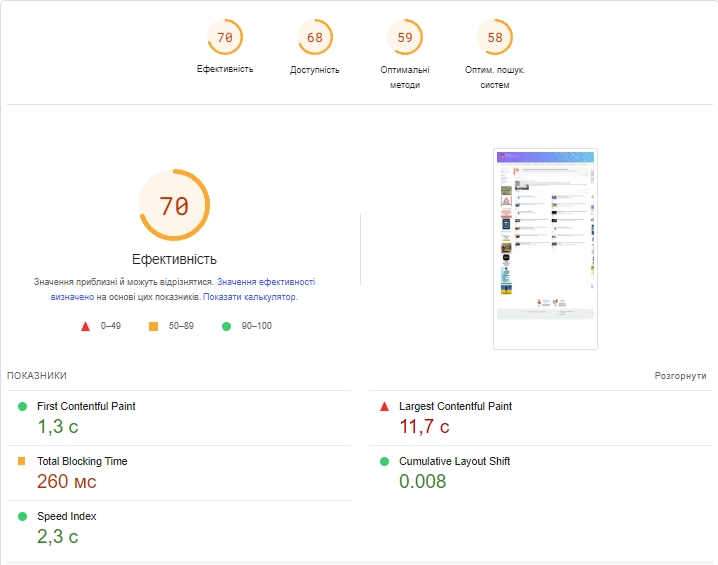 70
68
59
58
Ефективність
Доступність
Оптимальні
методи
Оптим. пошук.
систем
70
Ефективність
Значення приблизні й можуть відрізнятися. Значення ефективності
визначено на основі цих показників. Показати калькулятор.
0–49
50–89
90–100
ПОКАЗНИКИ
Розгорнути
First Contentful Paint
1,3 с
Largest Contentful Paint
11,7 с
Total Blocking Time
260 мс
Cumulative Layout Shift
0.008
Speed Index
2,3 с